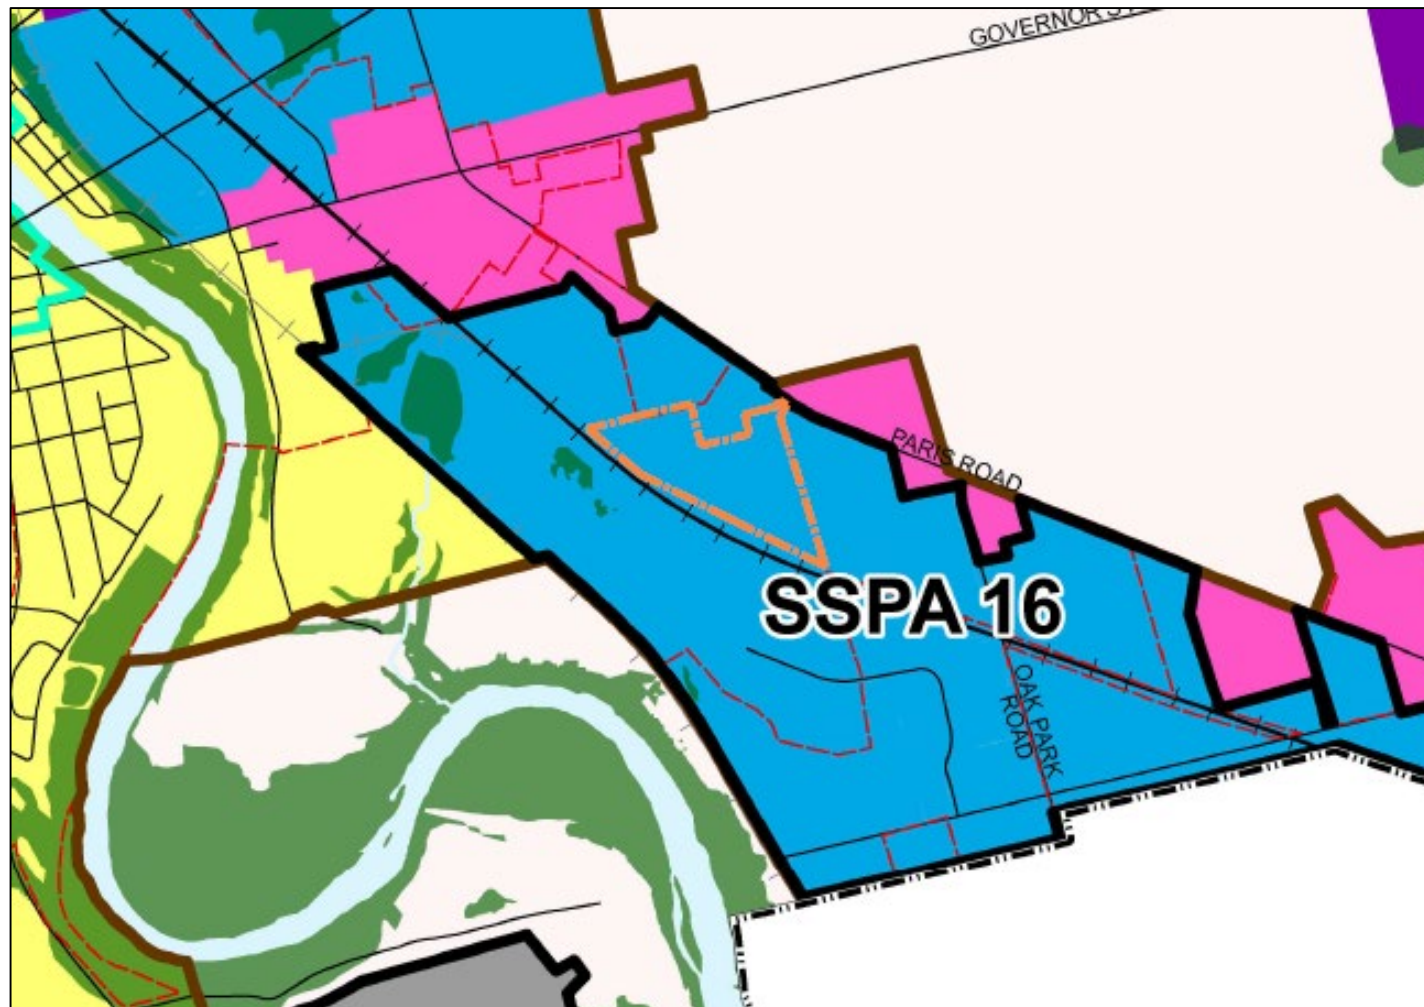 GOVERNOR'S
PARIS ROAD
SSPA 16
OAK PARK
ROAD